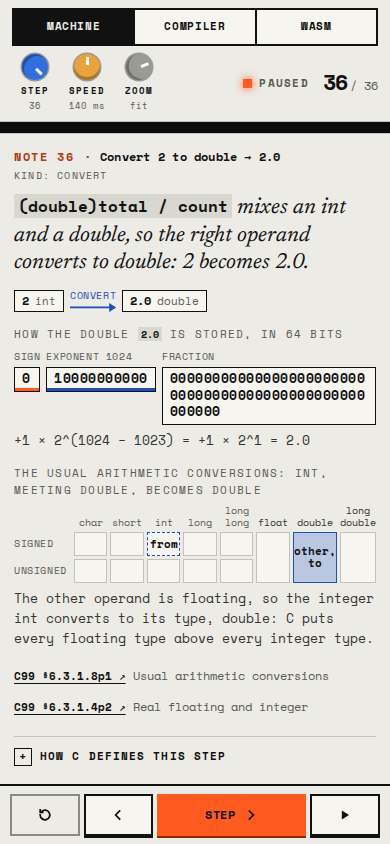 MACHINE COMPILER WASM
STEP SPEED ZOOM
36 140 ms fit
PAUSED 36 / 36
NOTE 36 · Convert 2 to double → 2.0
KIND: CONVERT
(double)total / count mixes an int
and a double, so the right operand
converts to double: 2 becomes 2.0.
2 int CONVERT 2.0 double
HOW THE DOUBLE 2.0 IS STORED, IN 64 BITS
SIGN EXPONENT 1024 FRACTION
0 10000000000 00000000000000000000000
00000000000000000000000
000000
+1 × 2^(1024 − 1023) = +1 × 2^1 = 2.0
THE USUAL ARITHMETIC CONVERSIONS: INT,
MEETING DOUBLE, BECOMES DOUBLE
char short int long long long float double long double
SIGNED from other, to
UNSIGNED
The other operand is floating, so the integer
int converts to its type, double: C puts
every floating type above every integer type.
C99 §6.3.1.8p1 ↗ Usual arithmetic conversions
C99 §6.3.1.4p2 ↗ Real floating and integer
+ HOW C DEFINES THIS STEP
STEP